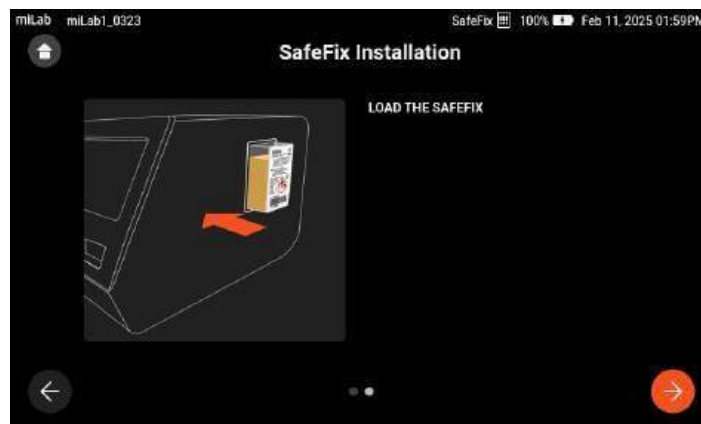 miLab miLab1_0323 SafeFix 100% Feb 11, 2025 01:59PM
SafeFix Installation
LOAD THE SAFEFIX